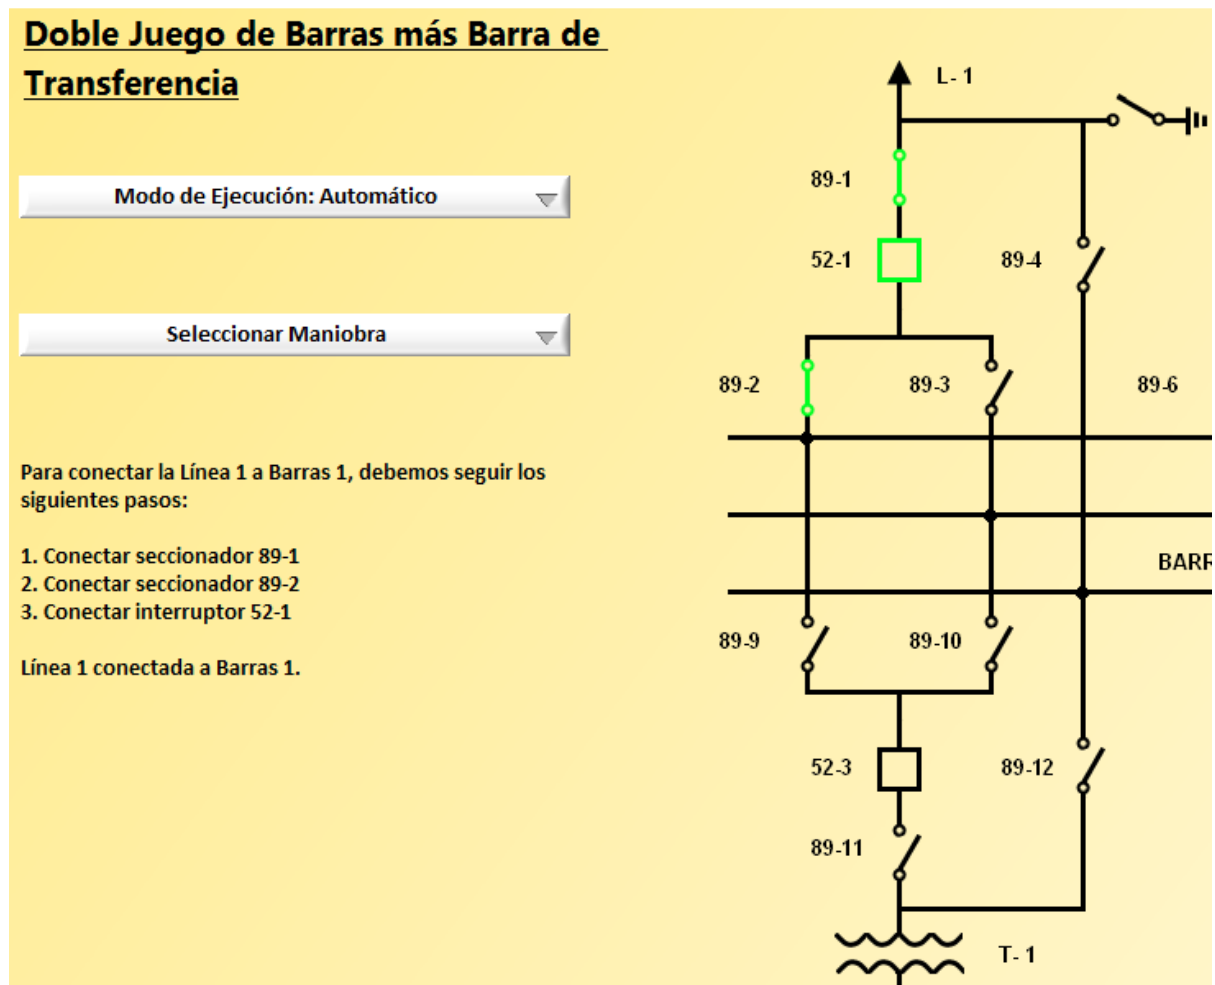 Doble Juego de Barras más Barra de
Transferencia
Modo de Ejecución: Automático
Seleccionar Maniobra
Para conectar la Línea 1 a Barras 1, debemos seguir los
siguientes pasos:
1. Conectar seccionador 89-1
2. Conectar seccionador 89-2
3. Conectar interruptor 52-1
Línea 1 conectada a Barras 1.
L- 1
89-1
52-1
89-4
89-2
89-3
89-6
BARR
89-9
89-10
52-3
89-12
89-11
T- 1